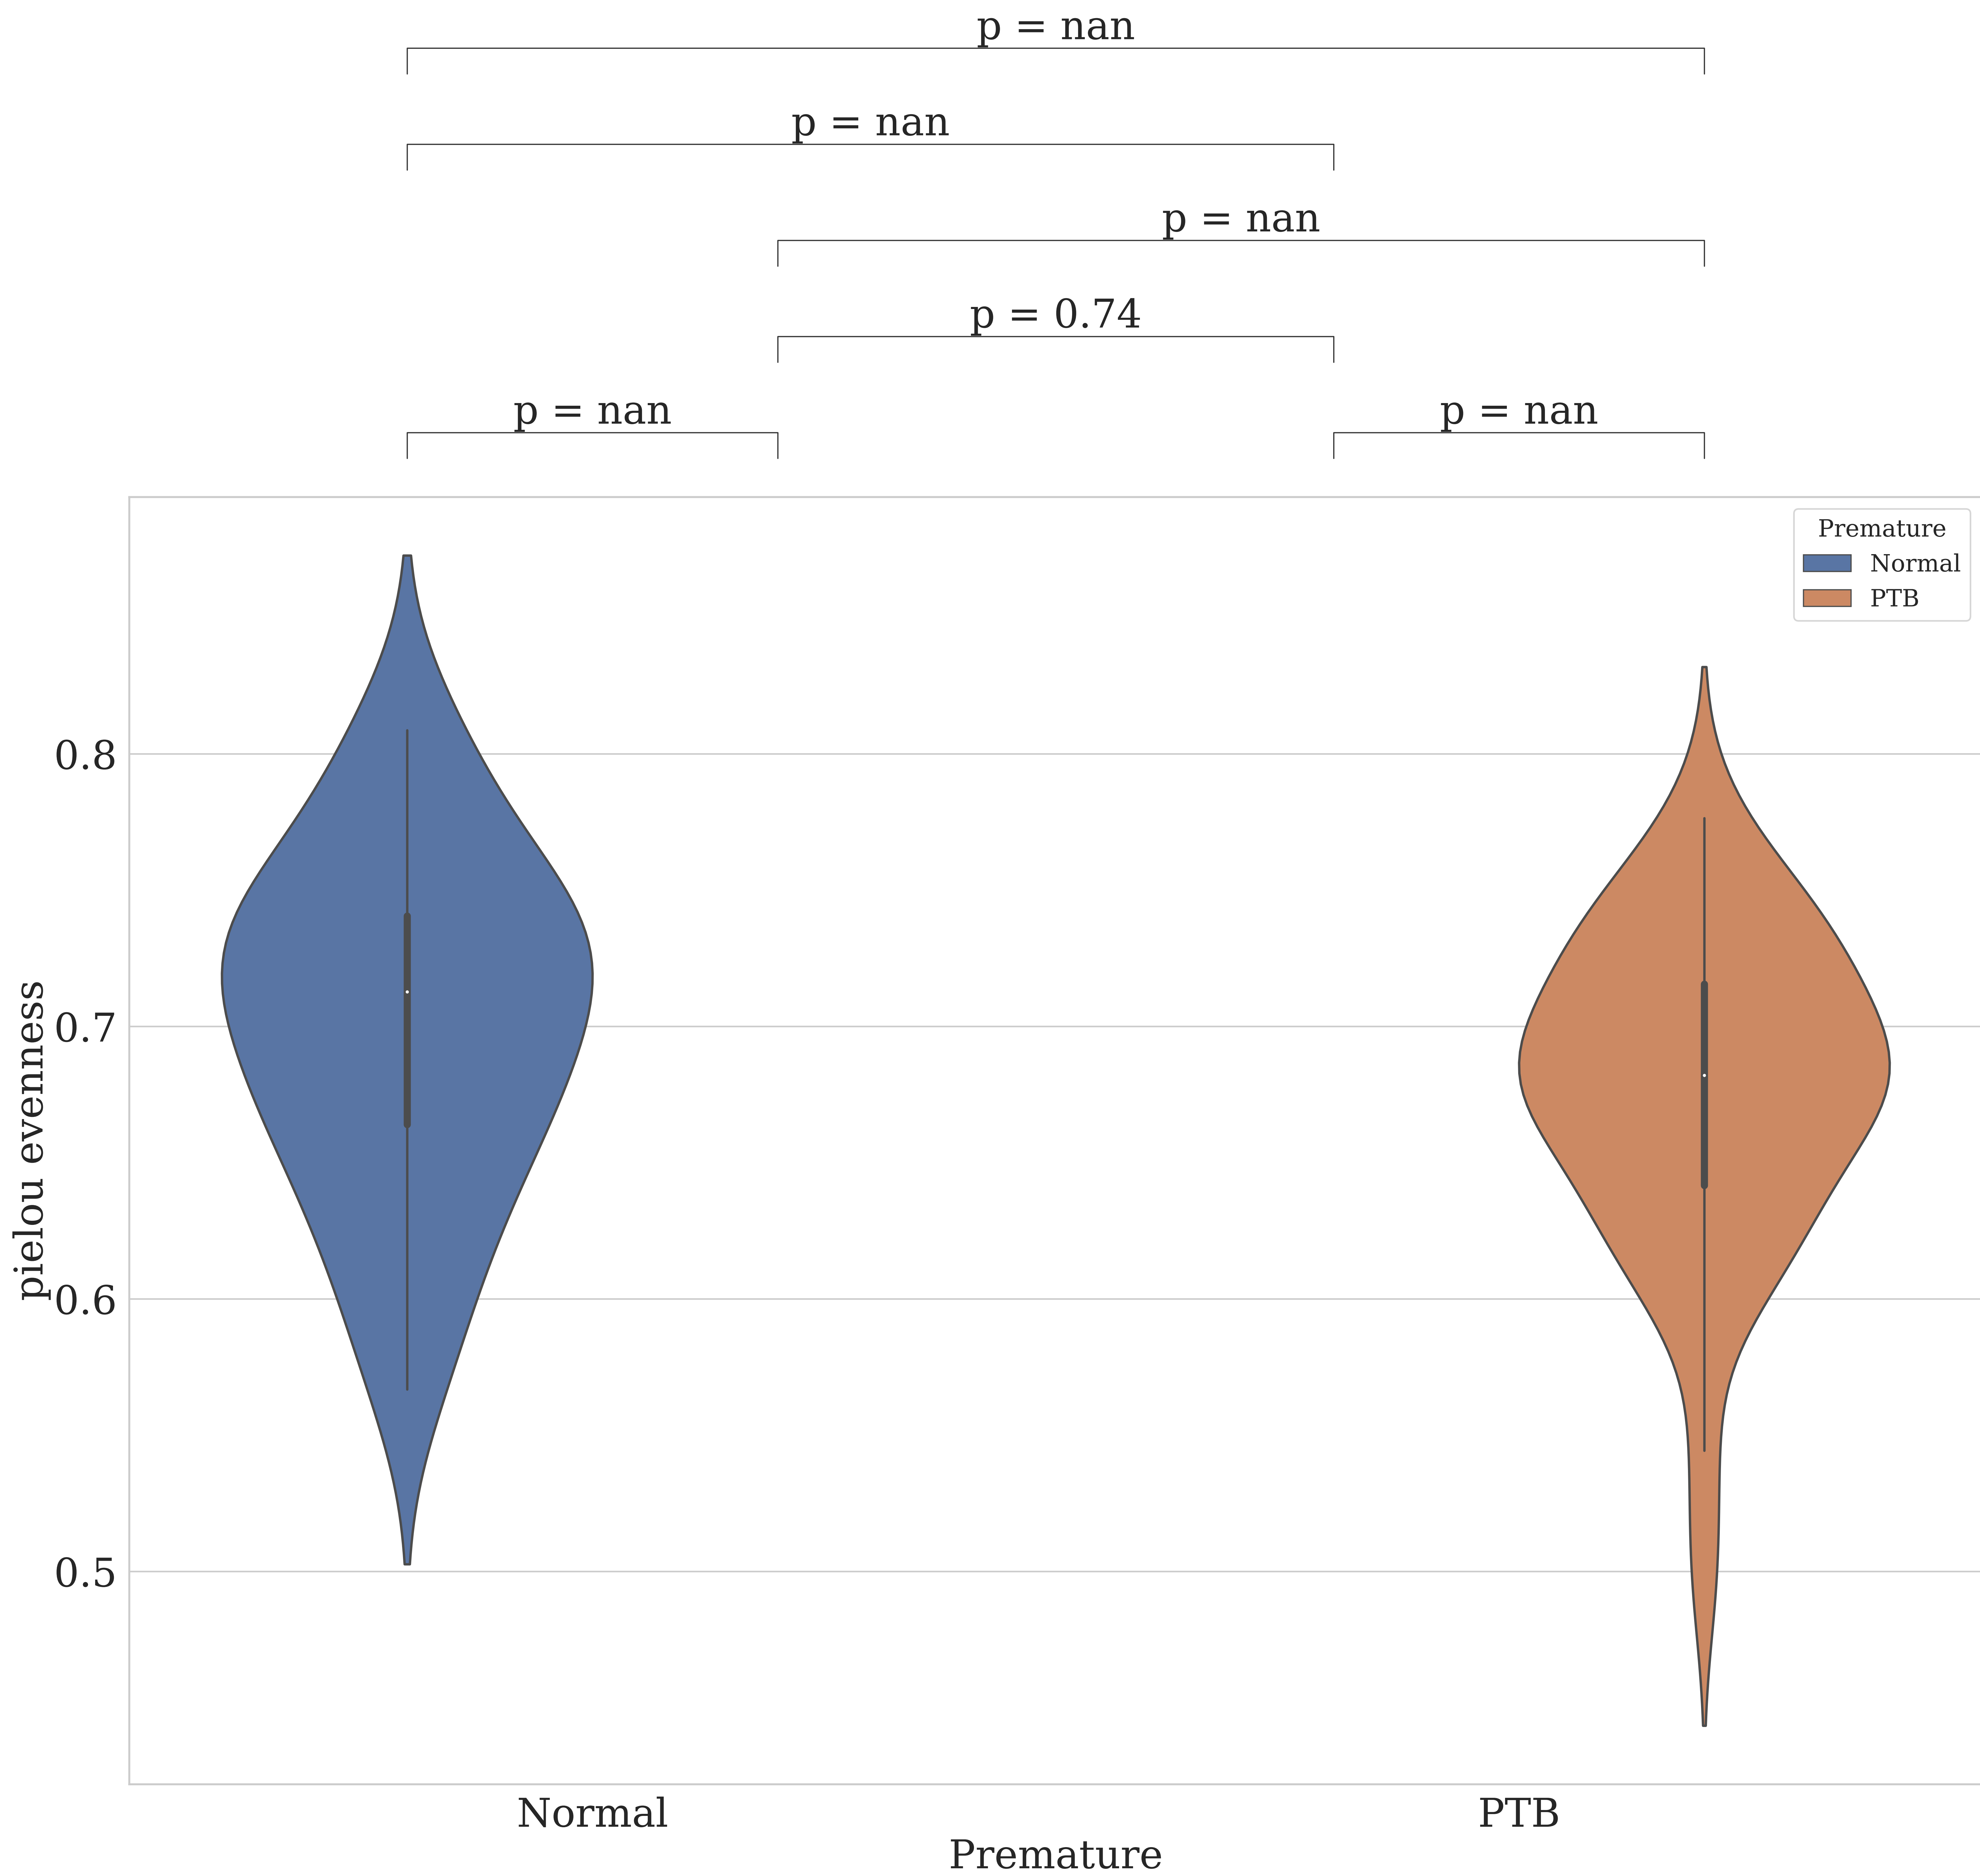 p = nan
p = nan
p = nan
p = 0.74
p = nan
p = nan
Premature
Normal
PTB
0.8
0.7
0.6
0.5
pielou evenness
Normal
PTB
Premature